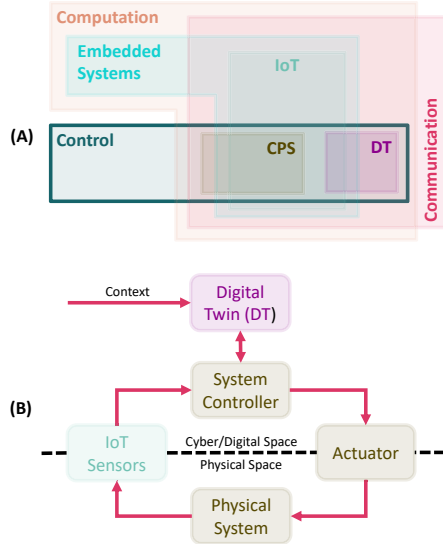 Computation
Embedded
Systems
IoT
(A)
Control
CPS
DT
Communication
Context
Digital
Twin (DT)
System
Controller
(B)
IoT
Sensors
Cyber/Digital Space
Physical Space
Actuator
Physical
System